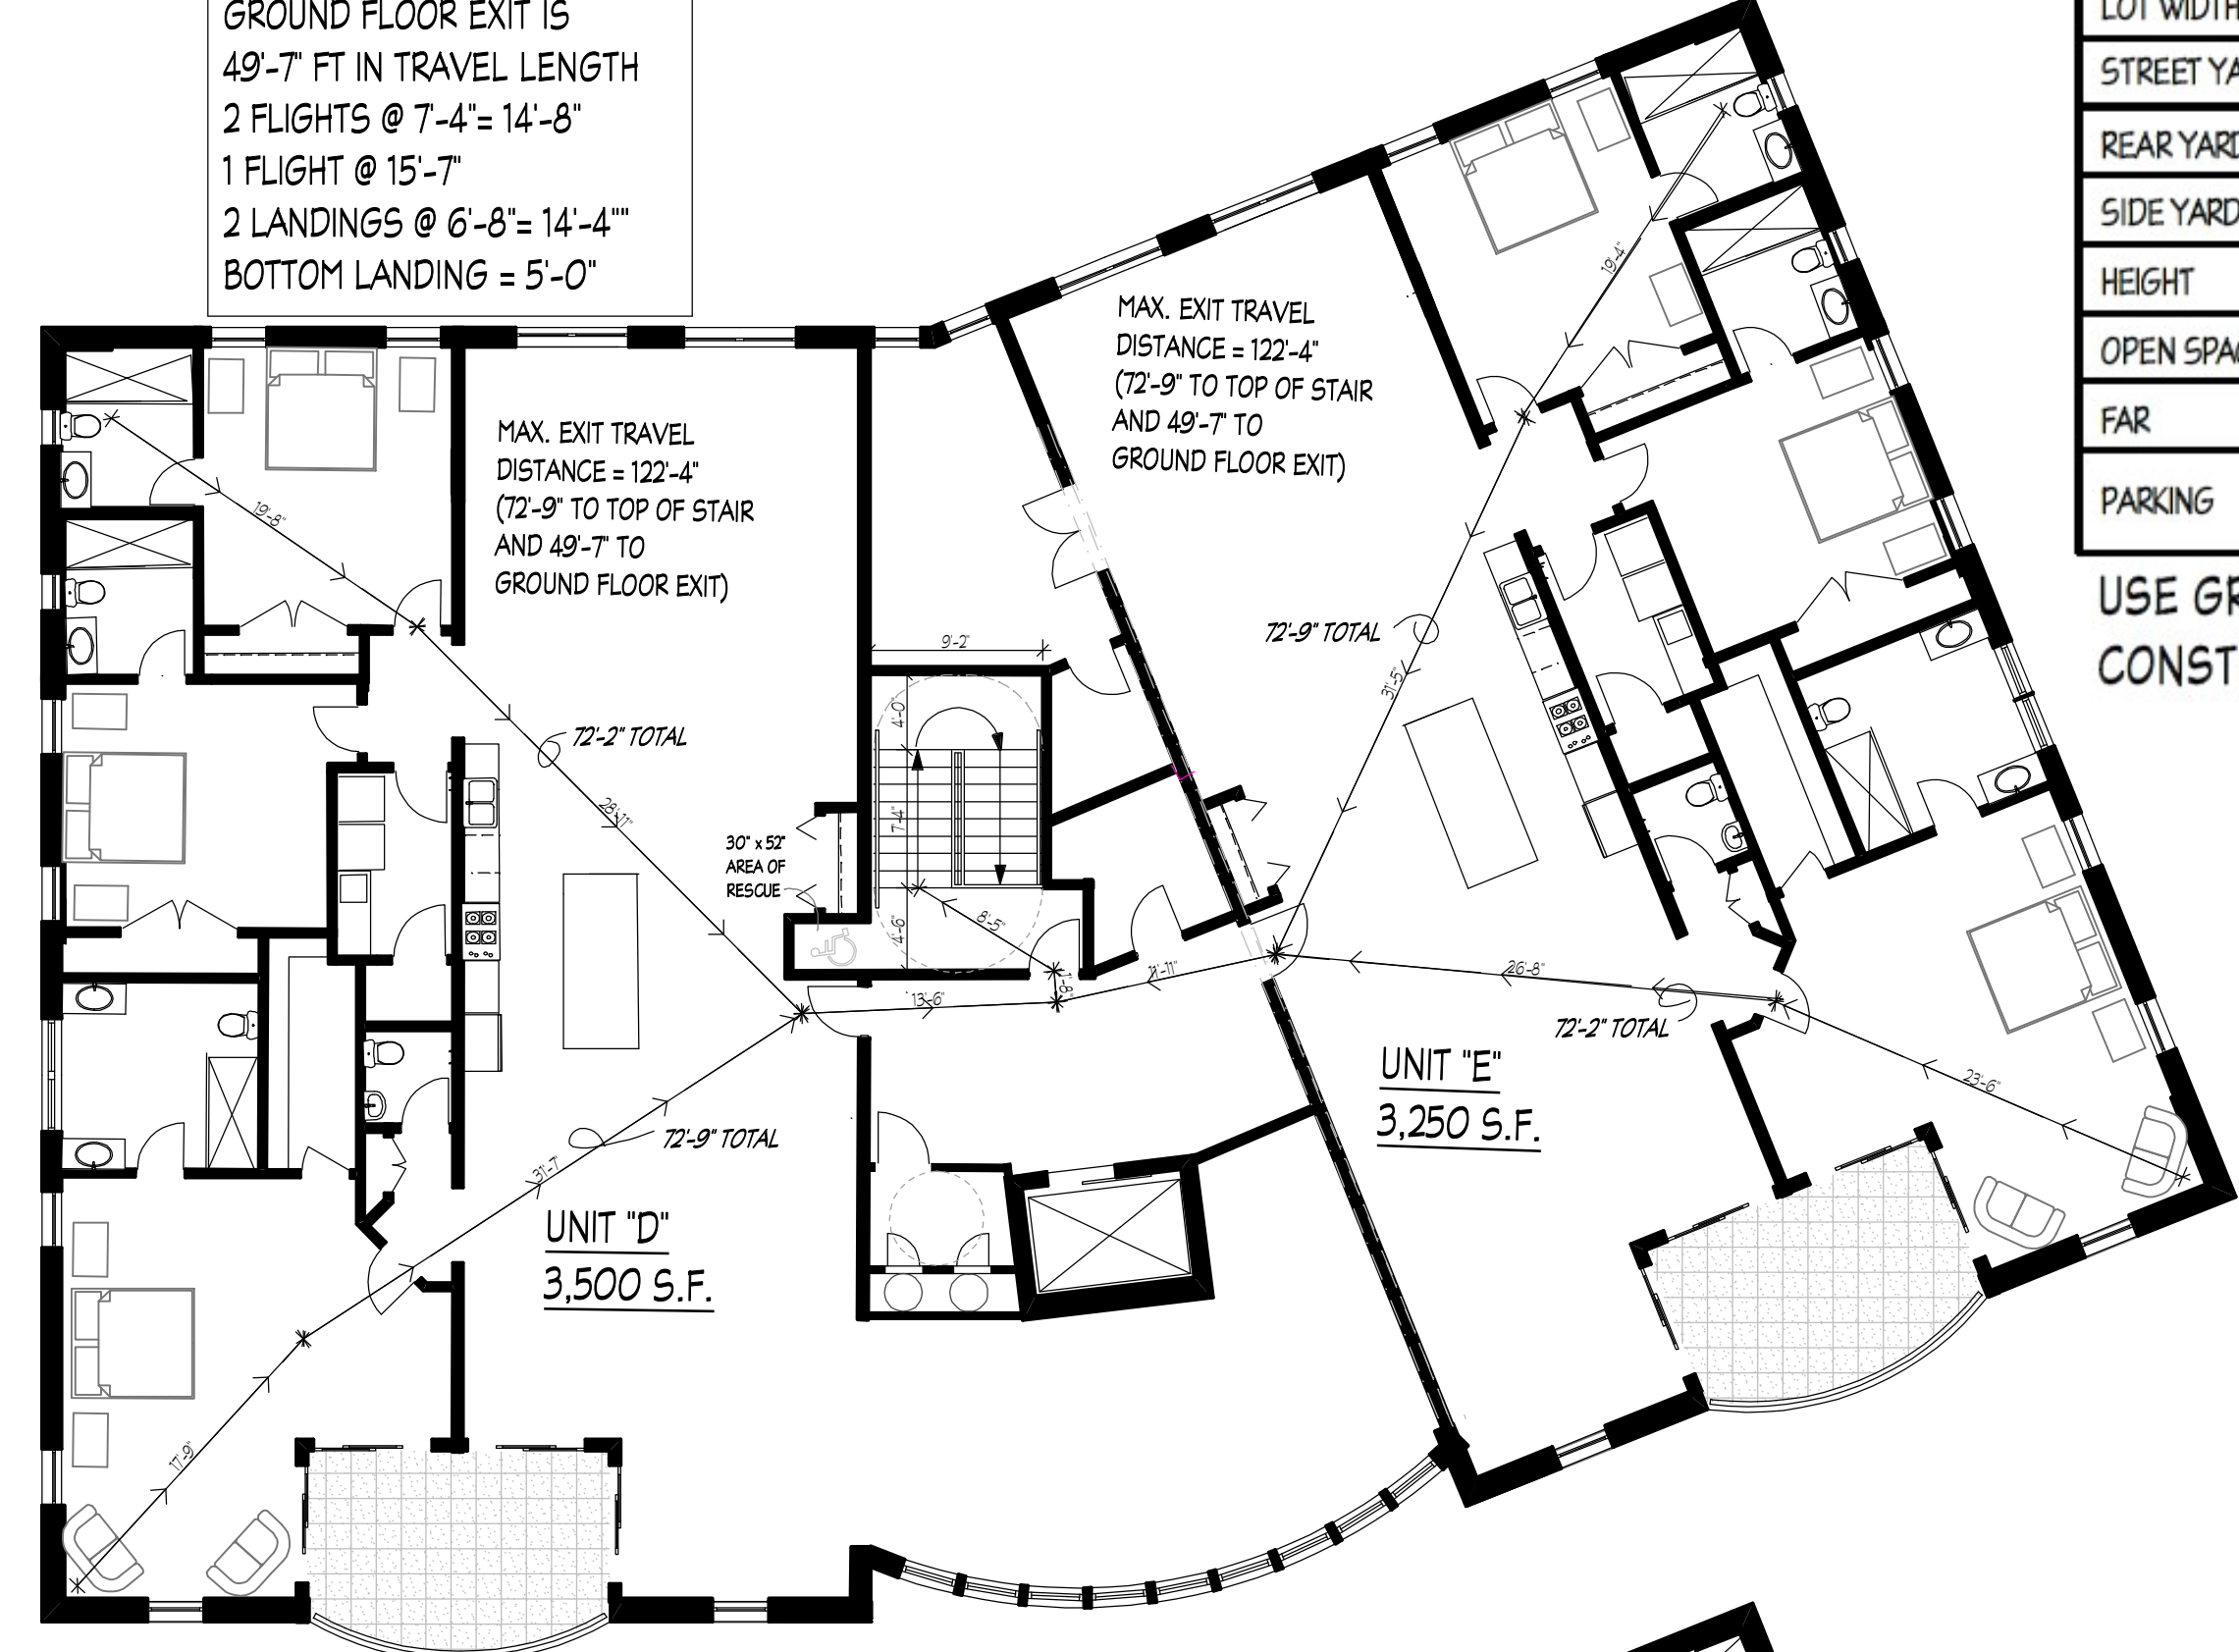 GROUND FLOOR EXIT IS
49'-7" FT IN TRAVEL LENGTH
2 FLIGHTS @ 7'-4"= 14'-8"
1 FLIGHT @ 15'-7"
2 LANDINGS @ 6'-8"= 14'-4""
BOTTOM LANDING = 5'-0"
LOT WIDTH
STREET YA
REAR YARD
SIDE YARD
HEIGHT
OPEN SPA
FAR
PARKING
USE GR
CONST
MAX. EXIT TRAVEL
DISTANCE = 122'-4"
(72'-9" TO TOP OF STAIR
AND 49'-7" TO
GROUND FLOOR EXIT)
19'-4"
MAX. EXIT TRAVEL
DISTANCE = 122'-4"
(72'-9" TO TOP OF STAIR
AND 49'-7" TO
GROUND FLOOR EXIT)
19'-8"
72'-9" TOTAL
9'-2"
31'-5"
4'-0"
72'-2" TOTAL
28'-11"
7'-4"
30" x 52"
AREA OF
RESCUE
8'-5"
4'-6"
11'-11"
26'-8"
13'-6"
72'-2" TOTAL
UNIT "E"
3,250 S.F.
23'-6"
72'-9" TOTAL
31'-7"
UNIT "D"
3,500 S.F.
17'-9"